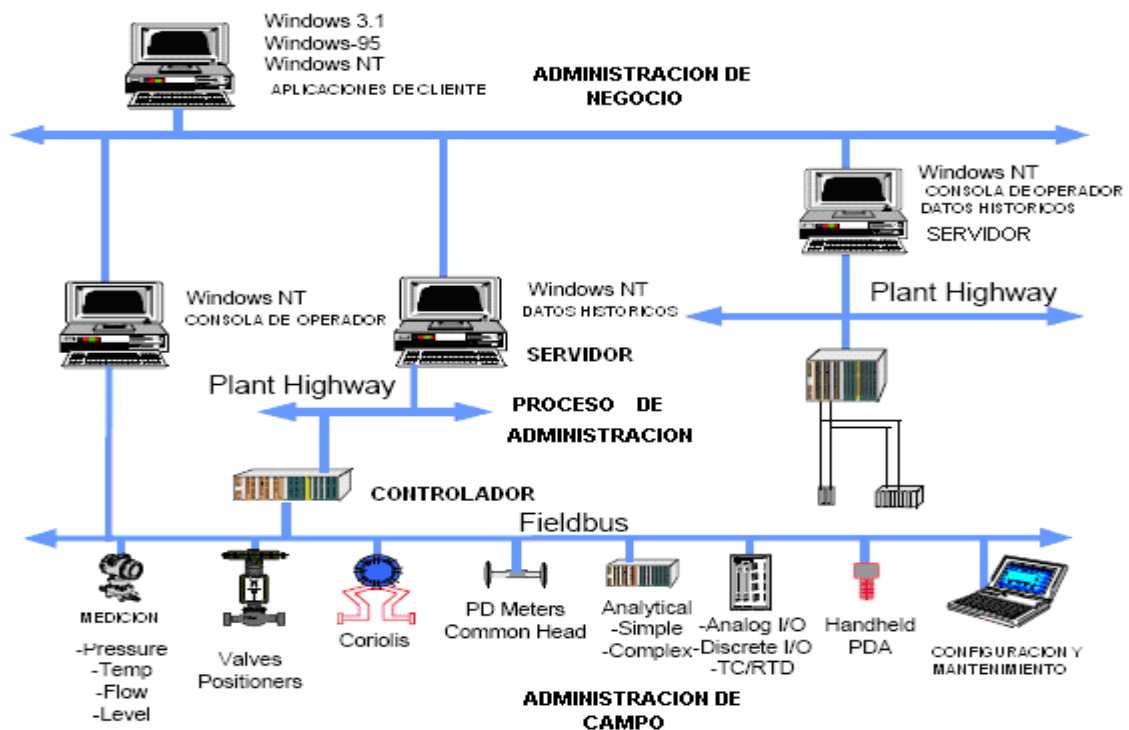 Windows 3.1
Windows-95
Windows NT
APLICACIONES DE CLIENTE
ADMINISTRACION DE
NEGOCIO
Windows NT
CONSOLA DE OPERADOR
DATOS HISTORICOS
SERVIDOR
Windows NT
CONSOLA DE OPERADOR
Windows NT
DATOS HISTORICOS
SERVIDOR
Plant Highway
Plant Highway
PROCESO DE
ADMINISTRACION
CONTROLADOR
Fieldbus
MEDICION
-Pressure
-Temp
-Flow
-Level
Valves
Positioners
Coriolis
PD Meters
Common Head
Analytical
-Simple
-Complex
-Analog I/O
-Discrete I/O
-TC/RTD
Handheld
PDA
CONFIGURACION Y
MANTENIMIENTO
ADMINISTRACION DE
CAMPO